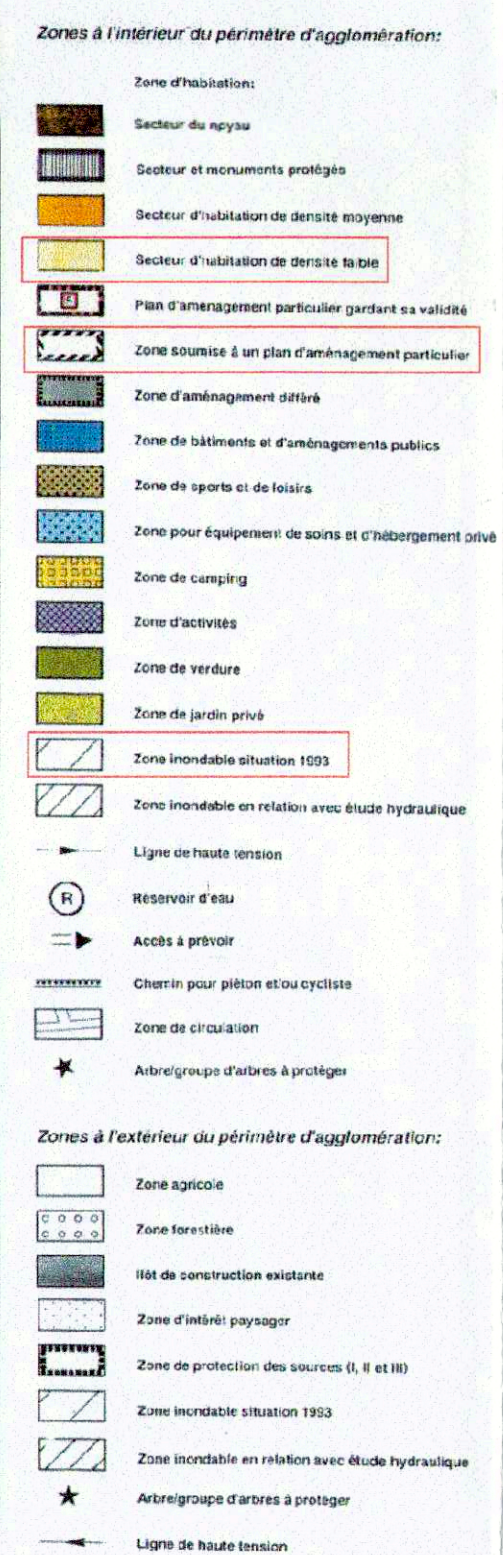 Zones à l'intérieur du périmètre d'agglomération:
Zone d'habitation:
Secteur du noyau
Secteur et monuments protégés
Secteur d'habitation de densité moyenne
Secteur d'habitation de densité faible
Plan d'aménagement particulier gardant sa validité
Zone soumise à un plan d'aménagement particulier
Zone d'aménagement différé
Zone de bâtiments et d'aménagements publics
Zone de sports et de loisirs
Zone pour équipement de soins et d'hébergement privé
Zone de camping
Zone d'activités
Zone de verdure
Zone de jardin privé
Zone inondable situation 1993
Zone inondable en relation avec étude hydraulique
Ligne de haute tension
R Réservoir d'eau
Accès à prévoir
Chemin pour piéton et/ou cycliste
Zone de circulation
Arbre/groupe d'arbres à protéger
Zones à l'extérieur du périmètre d'agglomération:
Zone agricole
Zone forestière
Ilôt de construction existante
Zone d'intérêt paysager
Zone de protection des sources (I, II et III)
Zone inondable situation 1993
Zone inondable en relation avec étude hydraulique
Arbre/groupe d'arbres à protéger
Ligne de haute tension